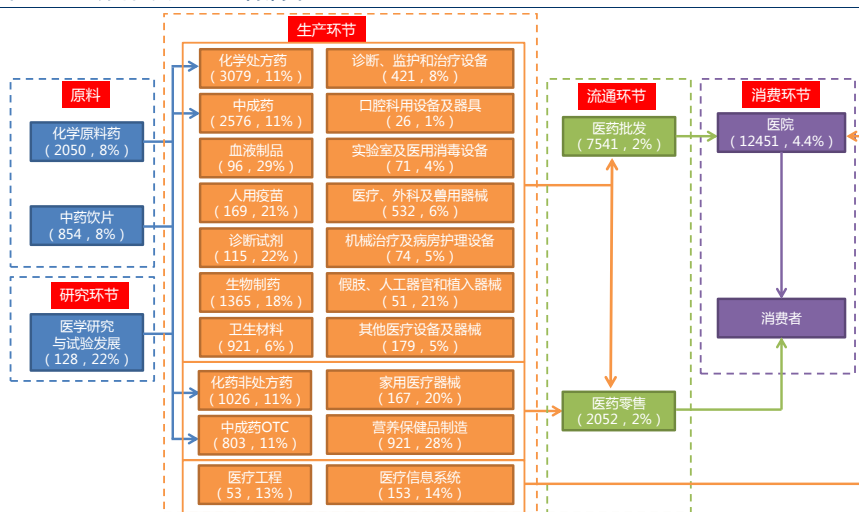 原料
化学原料药
（2050，8%）
中药饮片
（854，8%）
研究环节
医学研究
与试验发展
（128，22%）
生产环节
化学处方药
（3079，11%）
诊断、监护和治疗设备
（421，8%）
中成药
（2576，11%）
口腔科用设备及器具
（26，1%）
血液制品
（96，29%）
实验室及医用消毒设备
（71，4%）
人用疫苗
（169，21%）
医疗、外科及兽用器械
（532，6%）
诊断试剂
（115，22%）
机械治疗及病房护理设备
（74，5%）
生物制药
（1365，18%）
假肢、人工器官和植入器械
（51，21%）
卫生材料
（921，6%）
其他医疗设备及器械
（179，5%）
化药非处方药
（1026，11%）
家用医疗器械
（167，20%）
中成药OTC
（803，11%）
营养保健品制造
（921，28%）
医疗工程
（53，13%）
医疗信息系统
（153，14%）
流通环节
医药批发
（7541，2%）
医药零售
（2052，2%）
消费环节
医院
（12451，4.4%）
消费者